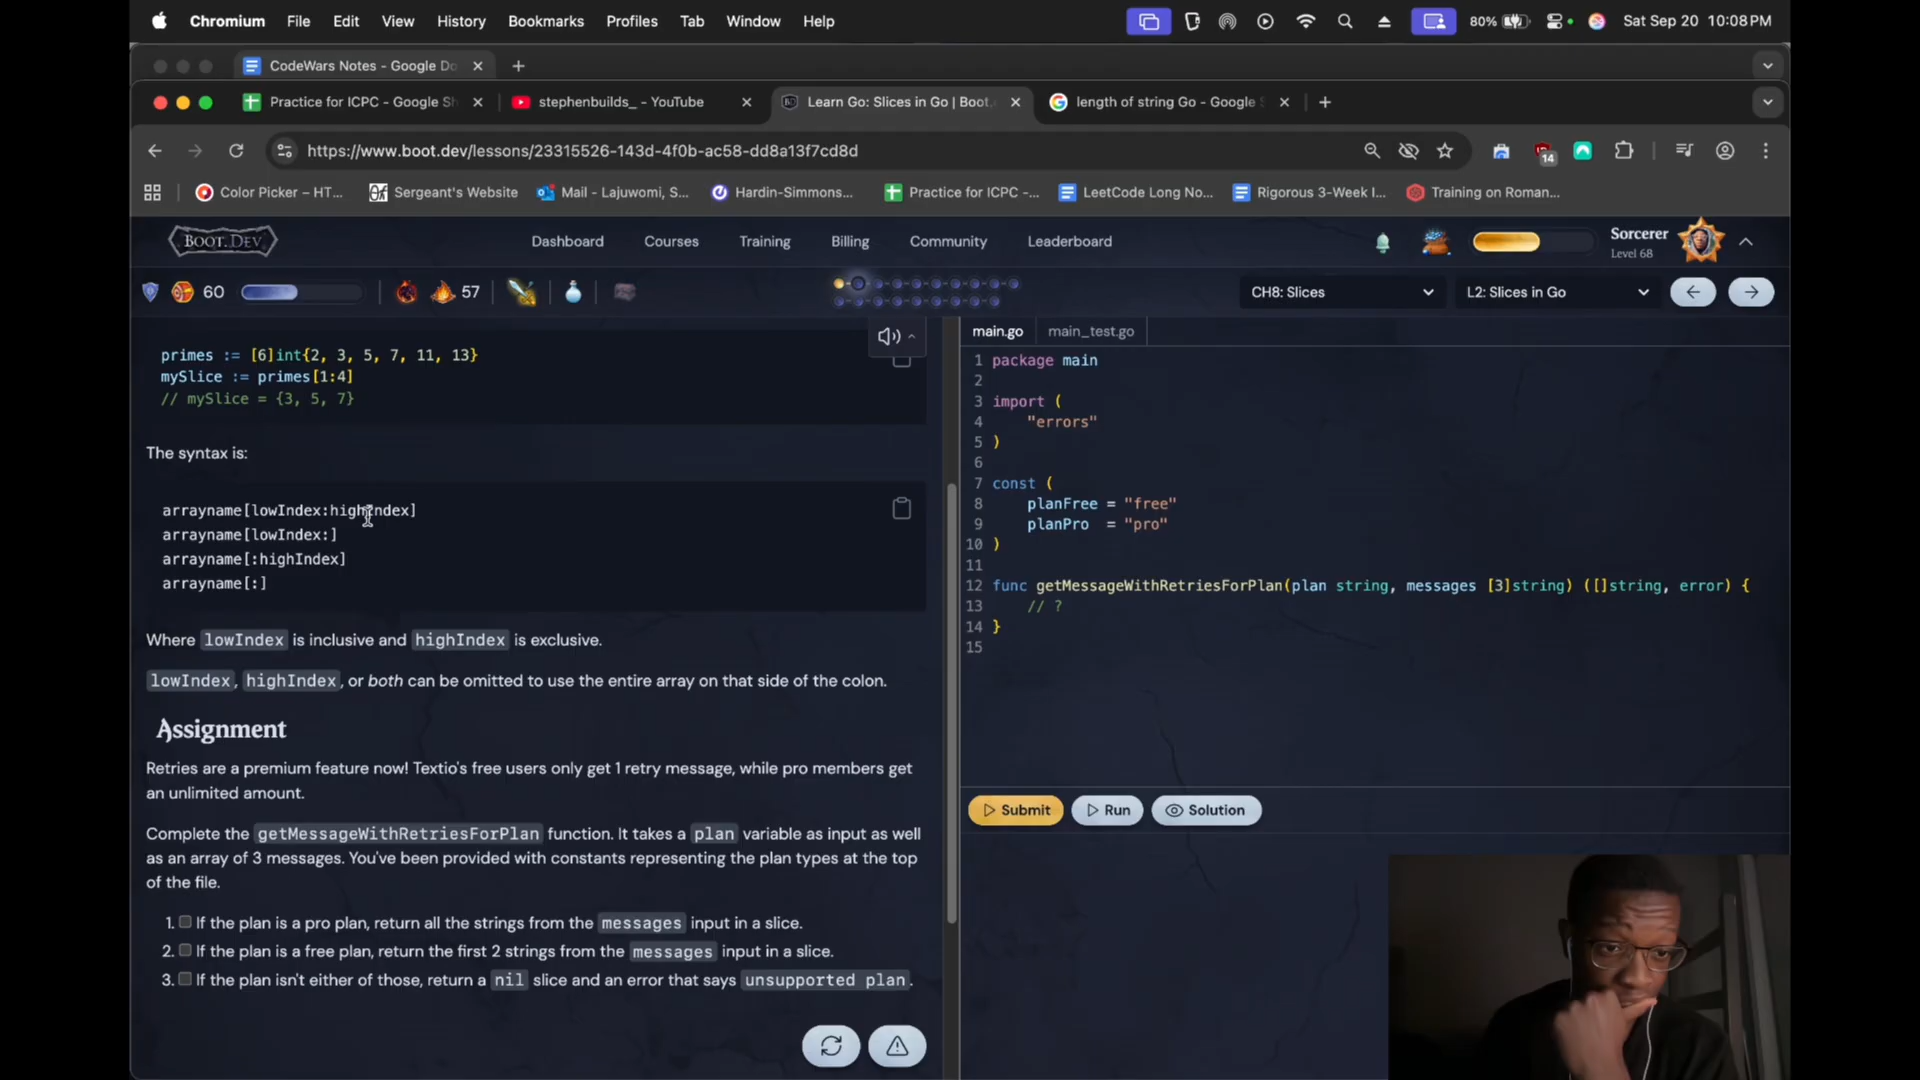 Chromium File Edit View History Bookmarks Profiles Tab Window Help 80% Sat Sep 20 10:08 PM
CodeWars Notes - Google Do
Practice for ICPC - Google Sh
stephenbuilds_ - YouTube
Learn Go: Slices in Go | Boot.
length of string Go - Google S
https://www.boot.dev/lessons/23315526-143d-4f0b-ac58-dd8a13f7cd8d
14
Color Picker – HT...
Sergeant's Website
Mail - Lajuwomi, S...
Hardin-Simmons...
Practice for ICPC -...
LeetCode Long No...
Rigorous 3-Week I...
Training on Roman...
BOOT.DEV
Dashboard Courses Training Billing Community Leaderboard
Sorcerer
Level 68
60
57
CH8: Slices
L2: Slices in Go
primes := [6]int{2, 3, 5, 7, 11, 13}
mySlice := primes[1:4]
// mySlice = {3, 5, 7}
The syntax is:
arrayname[lowIndex:highIndex]
arrayname[lowIndex:]
arrayname[:highIndex]
arrayname[:]
Where lowIndex is inclusive and highIndex is exclusive.
lowIndex, highIndex, or both can be omitted to use the entire array on that side of the colon.
Assignment
Retries are a premium feature now! Textio's free users only get 1 retry message, while pro members get
an unlimited amount.
Complete the getMessageWithRetriesForPlan function. It takes a plan variable as input as well
as an array of 3 messages. You've been provided with constants representing the plan types at the top
of the file.
1. If the plan is a pro plan, return all the strings from the messages input in a slice.
2. If the plan is a free plan, return the first 2 strings from the messages input in a slice.
3. If the plan isn't either of those, return a nil slice and an error that says unsupported plan.
main.go main_test.go
1 package main
2
3 import (
4 "errors"
5 )
6
7 const (
8 planFree = "free"
9 planPro = "pro"
10 )
11
12 func getMessageWithRetriesForPlan(plan string, messages [3]string) ([]string, error) {
13 // ?
14 }
15
Submit
Run
Solution